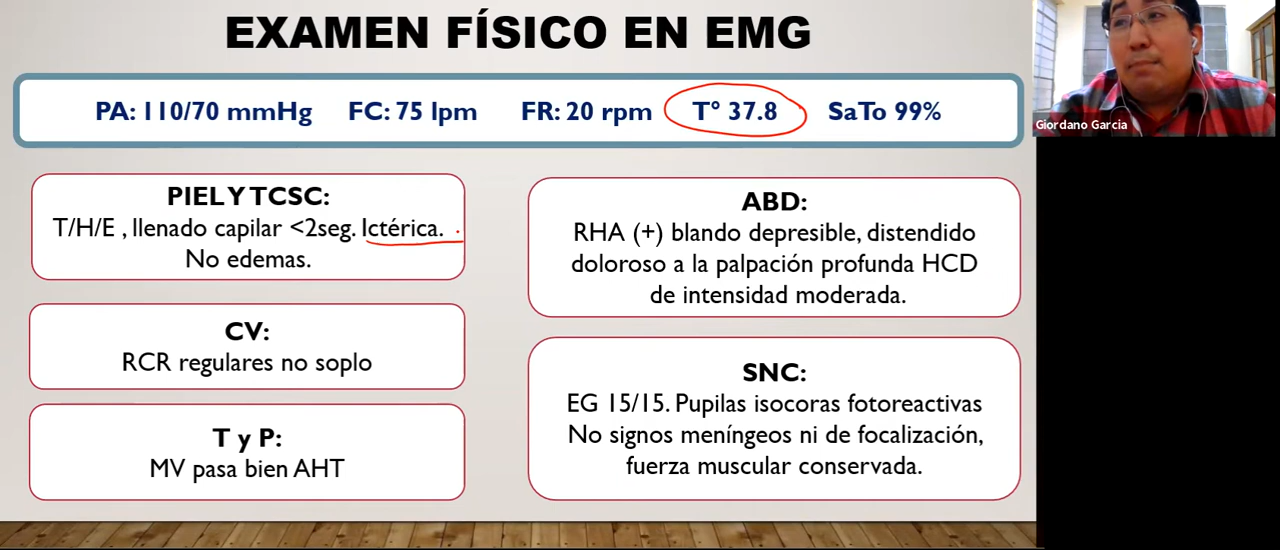 EXAMEN FÍSICO EN EMG
PA: 110/70 mmHg FC: 75 lpm FR: 20 rpm T° 37.8 SaTo 99%
Giordano Garcia
PIEL Y TCSC:
T/H/E , llenado capilar <2seg. Ictérica.
No edemas.
CV:
RCR regulares no soplo
T y P:
MV pasa bien AHT
ABD:
RHA (+) blando depresible, distendido
doloroso a la palpación profunda HCD
de intensidad moderada.
SNC:
EG 15/15. Pupilas isocoras fotoreactivas
No signos meníngeos ni de focalización,
fuerza muscular conservada.